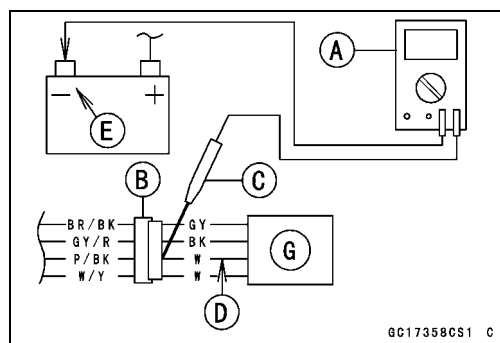 A
− +
E
B
C
BR/BK GY
GY/R BK
P/BK W
W/Y W
G
D
GC17358CS1 C